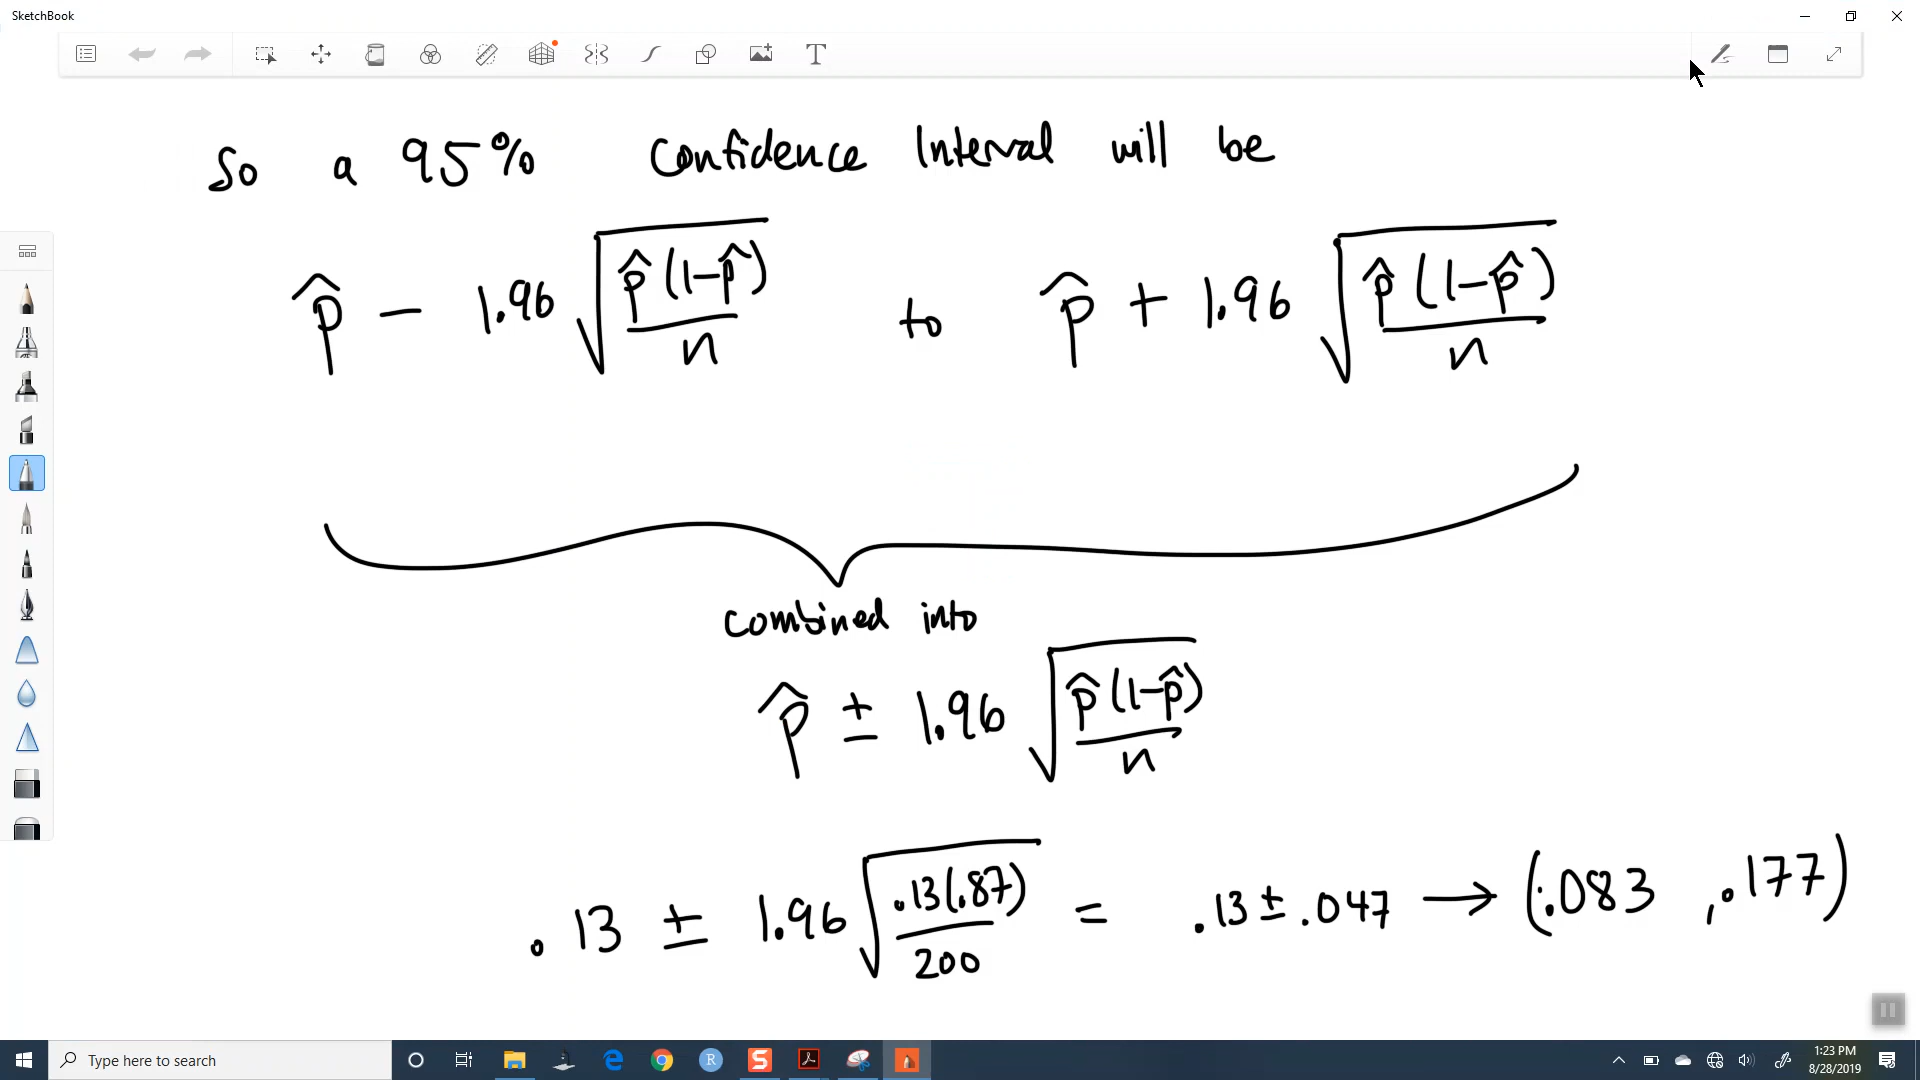 SketchBook
So a 95% Confidence Interval will be
p̂ − 1.96 √(p̂(1−p̂)/n) to p̂ + 1.96 √(p̂(1−p̂)/n)
combined into
p̂ ± 1.96 √(p̂(1−p̂)/n)
.13 ± 1.96 √(.13(.87)/200) = .13 ± .047 → (.083 , .177)
Type here to search
1:23 PM
8/28/2019